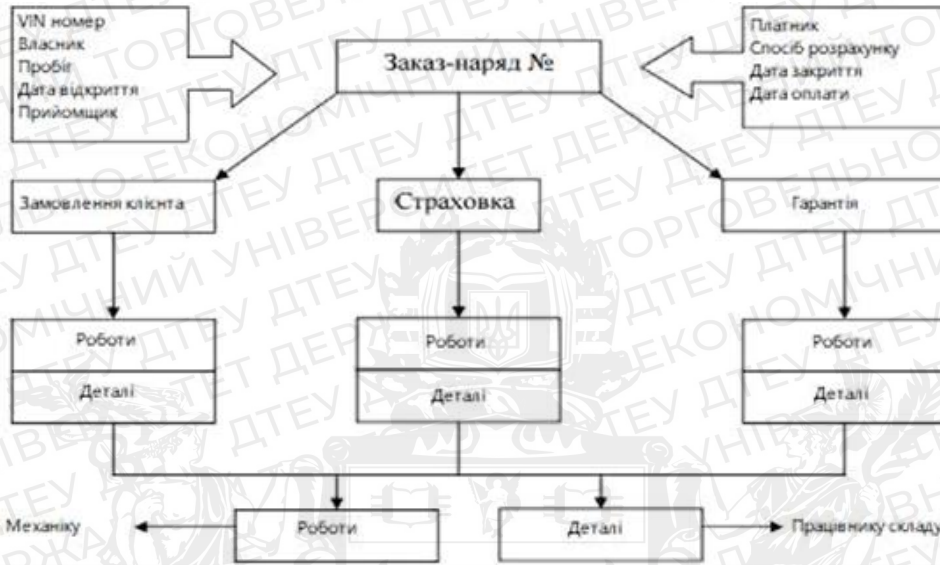 VIN номер
Власник
Пробіг
Дата відкриття
Прийомщик
Заказ-наряд №
Платник
Спосіб розрахунку
Дата закриття
Дата оплати
Замовлення клієнта
Страховка
Гарантія
Роботи
Деталі
Роботи
Деталі
Роботи
Деталі
Механіку
Роботи
Деталі
Працівнику складу